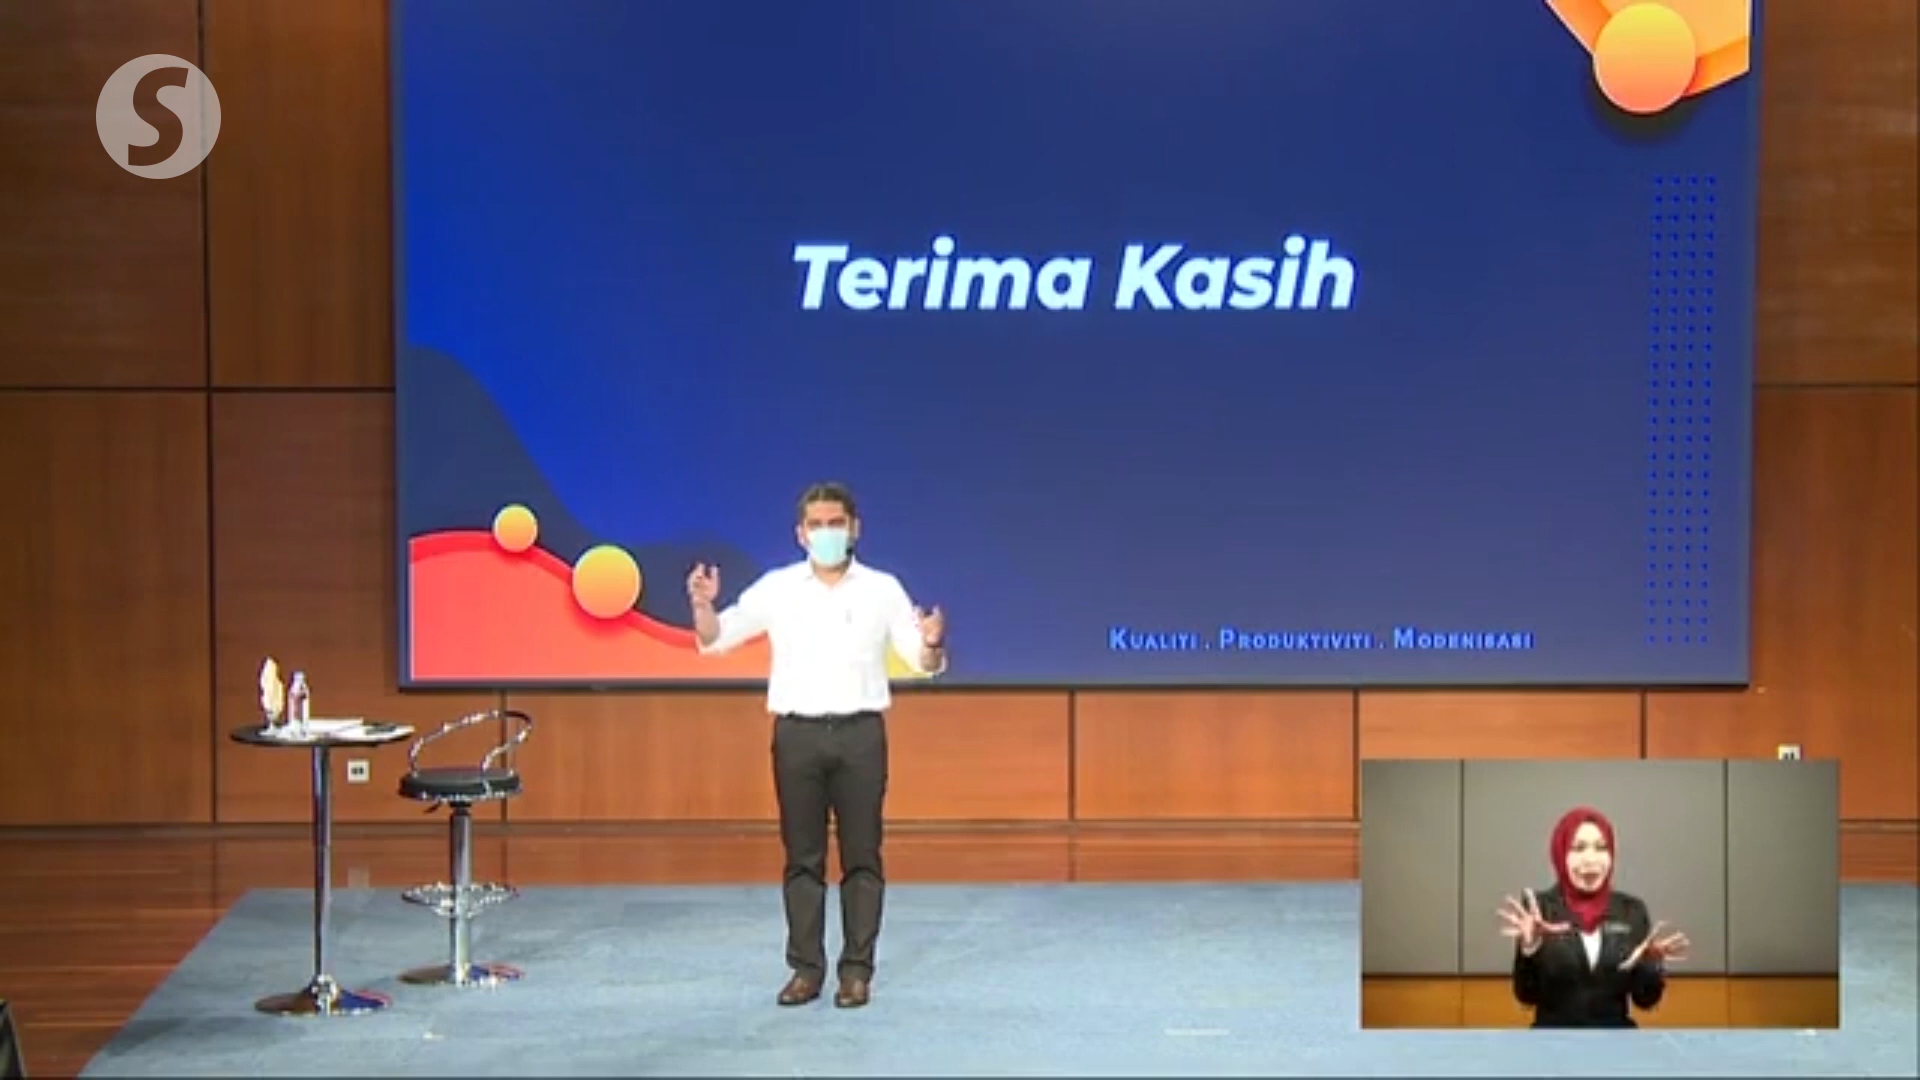 S
Terima Kasih
KUALITI . PRODUKTIVITI . MODENISASI